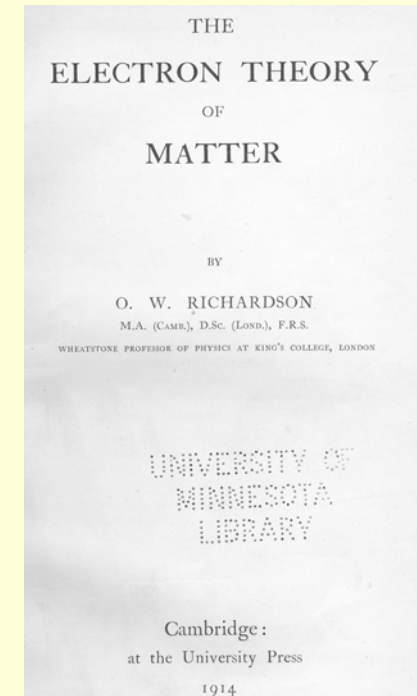 THE
ELECTRON THEORY
OF
MATTER
BY
O. W. RICHARDSON
M.A. (CAMB.), D.Sc. (LOND.), F.R.S.
WHEATSTONE PROFESSOR OF PHYSICS AT KING'S COLLEGE, LONDON
UNIVERSITY OF
MINNESOTA
LIBRARY
Cambridge:
at the University Press
1914